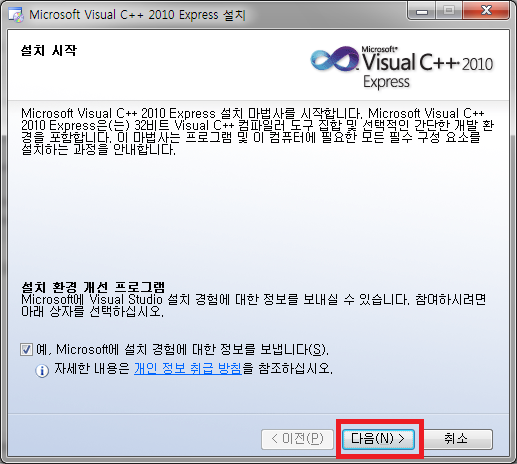 Microsoft Visual C++ 2010 Express 설치
설치 시작
Microsoft®
Visual C++ 2010
Express
Microsoft Visual C++ 2010 Express 설치 마법사를 시작합니다. Microsoft Visual C++
2010 Express은(는) 32비트 Visual C++ 컴파일러 도구 집합 및 선택적인 간단한 개발 환
경을 포함합니다. 이 마법사는 프로그램 및 이 컴퓨터에 필요한 모든 필수 구성 요소를
설치하는 과정을 안내합니다.
설치 환경 개선 프로그램
Microsoft에 Visual Studio 설치 경험에 대한 정보를 보내실 수 있습니다. 참여하시려면
아래 상자를 선택하십시오.
예, Microsoft에 설치 경험에 대한 정보를 보냅니다(S).
자세한 내용은 개인 정보 취급 방침을 참조하십시오.
< 이전(P) 다음(N) > 취소